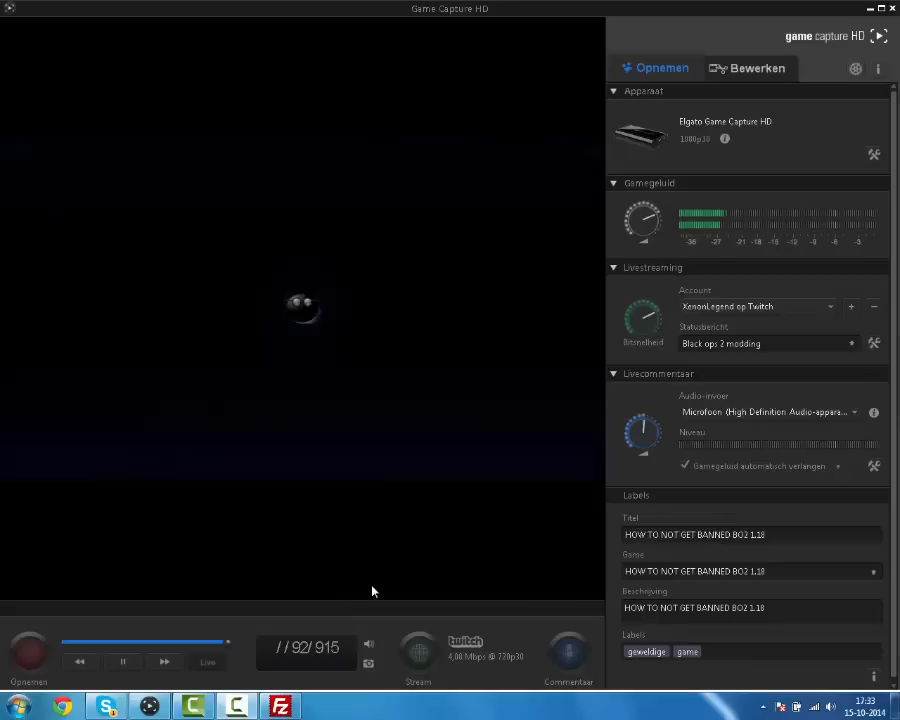 Game Capture HD
game capture HD
Opnemen
Bewerken
Apparaat
Elgato Game Capture HD
1080p30
Gamegeluid
-36 -27 -21 -18 -15 -12 -9 -6 -3
Livestreaming
Account
XenonLegend op Twitch
Statusbericht
Bitsnelheid
Black ops 2 modding
Livecommentaar
Audio-invoer
Microfoon (High Definition Audio-appara...
Niveau
Gamegeluid automatisch verlangen
Labels
Titel
HOW TO NOT GET BANNED BO2 1.18
Game
HOW TO NOT GET BANNED BO2 1.18
Beschrijving
HOW TO NOT GET BANNED BO2 1.18
Labels
geweldige game
Live
//92/915
twitch
4,00 Mbps @ 720p30
Opnemen
Stream
Commentaar
17:33
15-10-2014